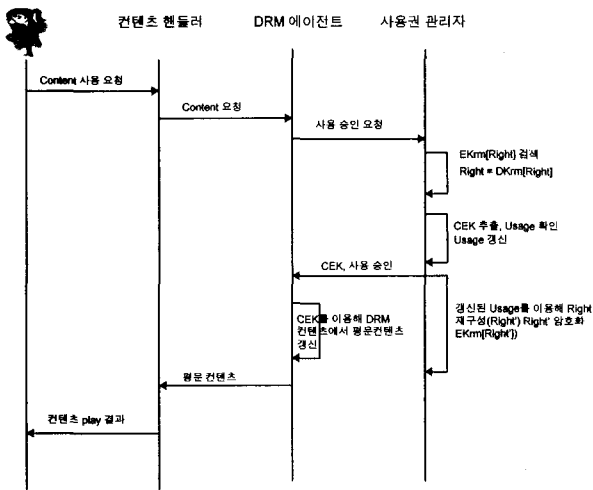 컨텐츠 핸들러
DRM 에이전트
사용권 관리자
Content 사용 요청
Content 요청
사용 승인 요청
EKrm[Right] 검색
Right = DKrm[Right]
CEK 추출, Usage 확인
Usage 갱신
CEK, 사용 승인
갱신된 Usage를 이용해 Right
재구성(Right') Right' 암호화
EKrm[Right'])
CEK를 이용해 DRM
컨텐츠에서 평문컨텐츠
갱신
평문 컨텐츠
컨텐츠 play 결과